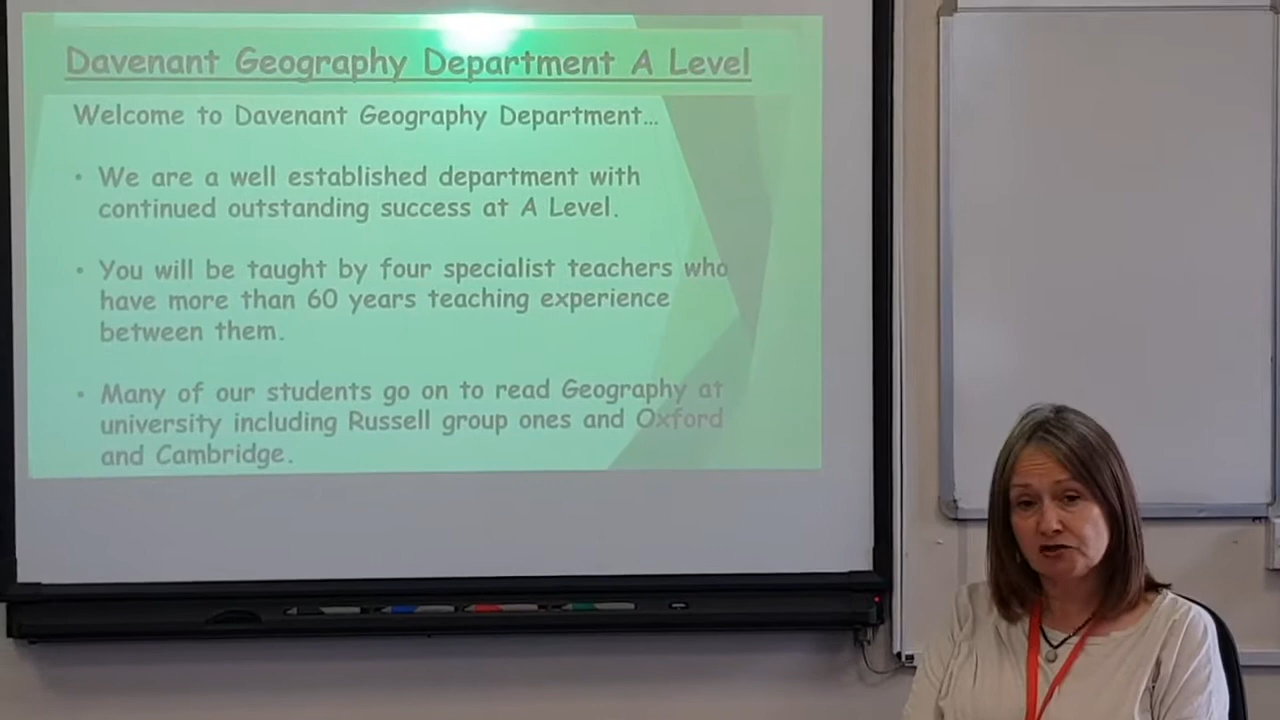 Davenant Geography Department A Level
Welcome to Davenant Geography Department...
• We are a well established department with
continued outstanding success at A Level.
• You will be taught by four specialist teachers who
have more than 60 years teaching experience
between them.
• Many of our students go on to read Geography at
university including Russell group ones and Oxford
and Cambridge.